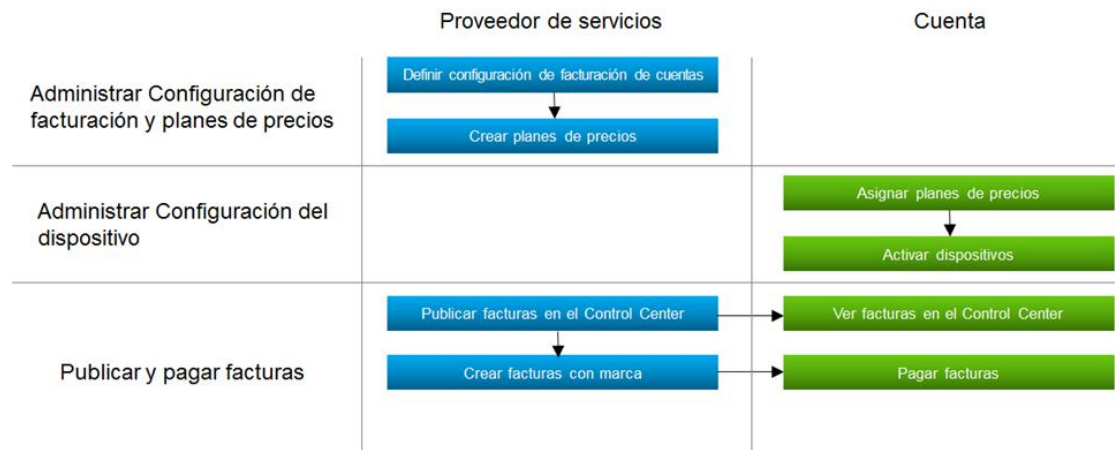 Proveedor de servicios
Cuenta
Administrar Configuración de
facturación y planes de precios
Definir configuración de facturación de cuentas
Crear planes de precios
Administrar Configuración del
dispositivo
Asignar planes de precios
Activar dispositivos
Publicar y pagar facturas
Publicar facturas en el Control Center
Ver facturas en el Control Center
Crear facturas con marca
Pagar facturas